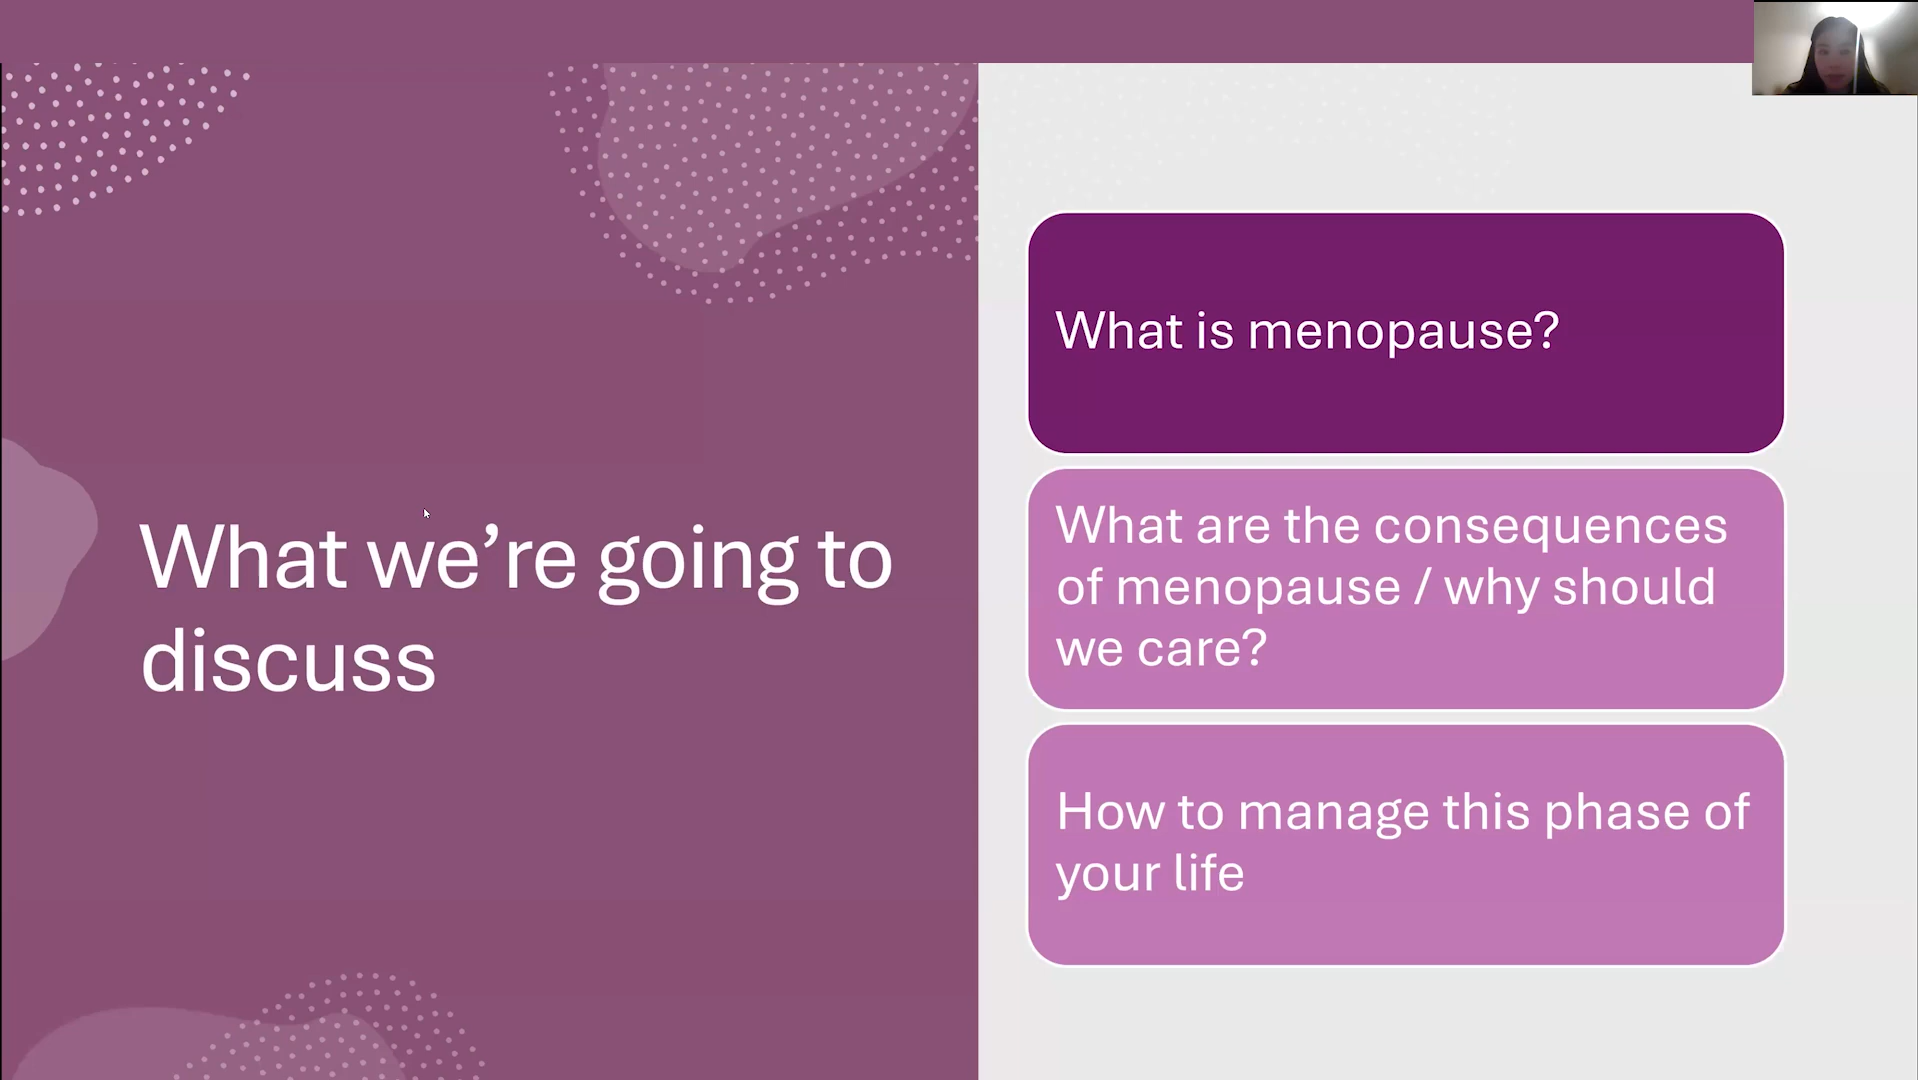 What we’re going to
discuss
What is menopause?
What are the consequences
of menopause / why should
we care?
How to manage this phase of
your life